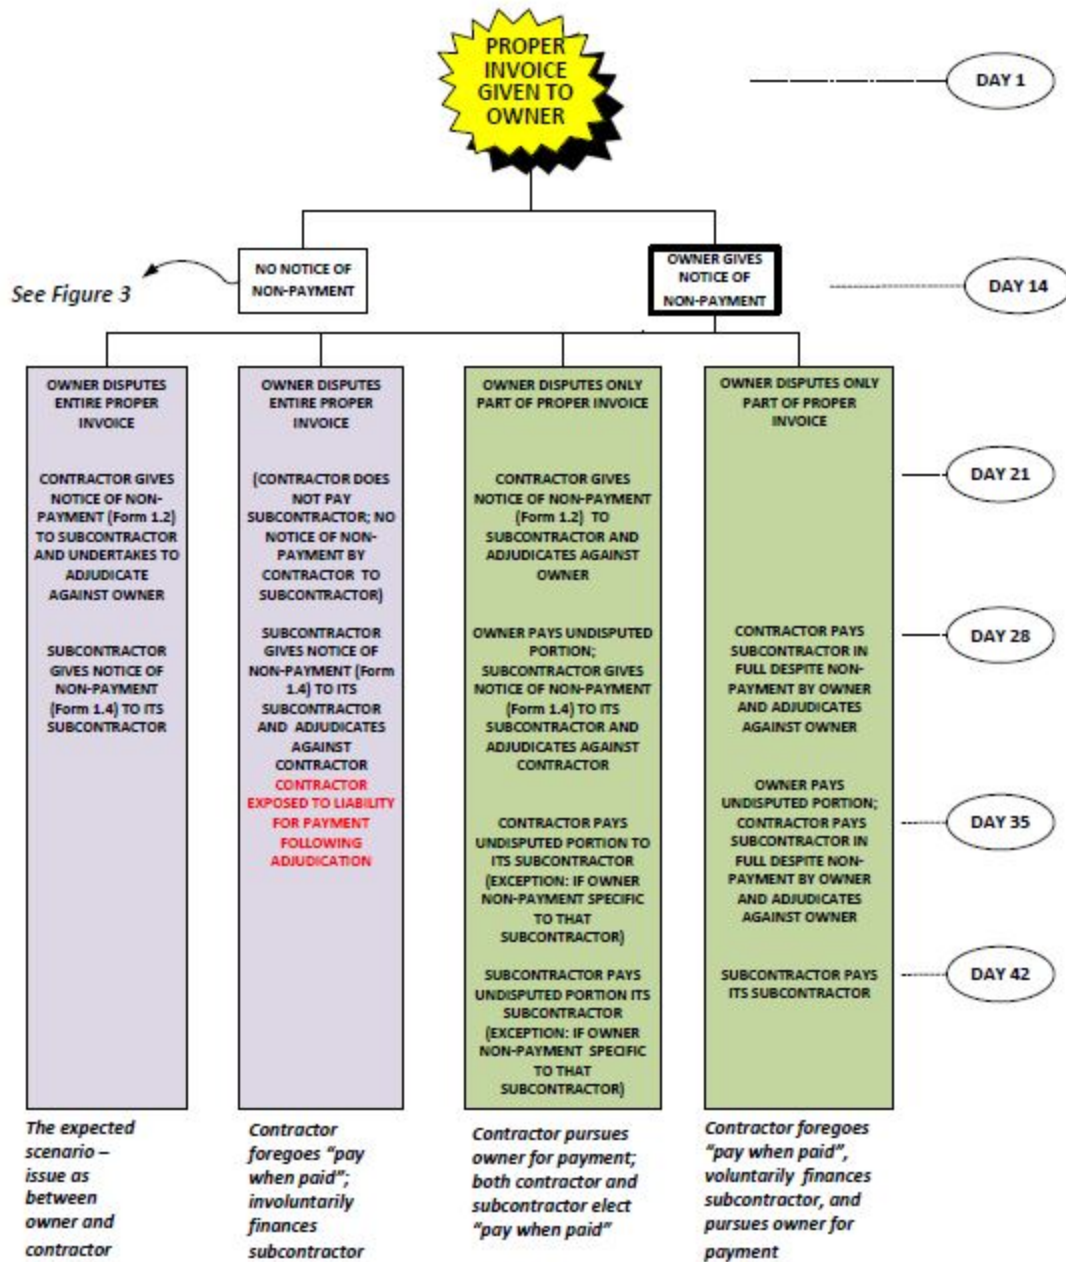 PROPER
INVOICE
GIVEN TO
OWNER
DAY 1
NO NOTICE OF
NON-PAYMENT
See Figure 3
OWNER GIVES
NOTICE OF
NON-PAYMENT
DAY 14
OWNER DISPUTES
ENTIRE PROPER
INVOICE
CONTRACTOR GIVES
NOTICE OF NON-
PAYMENT (Form 1.2)
TO SUBCONTRACTOR
AND UNDERTAKES TO
ADJUDICATE
AGAINST OWNER
SUBCONTRACTOR
GIVES NOTICE OF
NON-PAYMENT
(Form 1.4) TO ITS
SUBCONTRACTOR
The expected
scenario –
issue as
between
owner and
contractor
OWNER DISPUTES
ENTIRE PROPER
INVOICE
(CONTRACTOR DOES
NOT PAY
SUBCONTRACTOR; NO
NOTICE OF NON-
PAYMENT BY
CONTRACTOR TO
SUBCONTRACTOR)
SUBCONTRACTOR
GIVES NOTICE OF
NON-PAYMENT (Form
1.4) TO ITS
SUBCONTRACTOR
AND ADJUDICATES
AGAINST
CONTRACTOR
CONTRACTOR
EXPOSED TO LIABILITY
FOR PAYMENT
FOLLOWING
ADJUDICATION
Contractor
foregoes “pay
when paid”;
involuntarily
finances
subcontractor
OWNER DISPUTES ONLY
PART OF PROPER INVOICE
CONTRACTOR GIVES
NOTICE OF NON-PAYMENT
(Form 1.2) TO
SUBCONTRACTOR AND
ADJUDICATES AGAINST
OWNER
OWNER PAYS UNDISPUTED
PORTION;
SUBCONTRACTOR GIVES
NOTICE OF NON-PAYMENT
(Form 1.4) TO ITS
SUBCONTRACTOR AND
ADJUDICATES AGAINST
CONTRACTOR
CONTRACTOR PAYS
UNDISPUTED PORTION TO
ITS SUBCONTRACTOR
(EXCEPTION: IF OWNER
NON-PAYMENT SPECIFIC
TO THAT
SUBCONTRACTOR)
SUBCONTRACTOR PAYS
UNDISPUTED PORTION ITS
SUBCONTRACTOR
(EXCEPTION: IF OWNER
NON-PAYMENT SPECIFIC
TO THAT
SUBCONTRACTOR)
Contractor pursues
owner for payment;
both contractor and
subcontractor elect
“pay when paid”
OWNER DISPUTES ONLY
PART OF PROPER
INVOICE
CONTRACTOR PAYS
SUBCONTRACTOR IN
FULL DESPITE NON-
PAYMENT BY OWNER
AND ADJUDICATES
AGAINST OWNER
OWNER PAYS
UNDISPUTED PORTION;
CONTRACTOR PAYS
SUBCONTRACTOR IN
FULL DESPITE NON-
PAYMENT BY OWNER
AND ADJUDICATES
AGAINST OWNER
SUBCONTRACTOR PAYS
ITS SUBCONTRACTOR
Contractor foregoes
“pay when paid”,
voluntarily finances
subcontractor, and
pursues owner for
payment
DAY 21
DAY 28
DAY 35
DAY 42